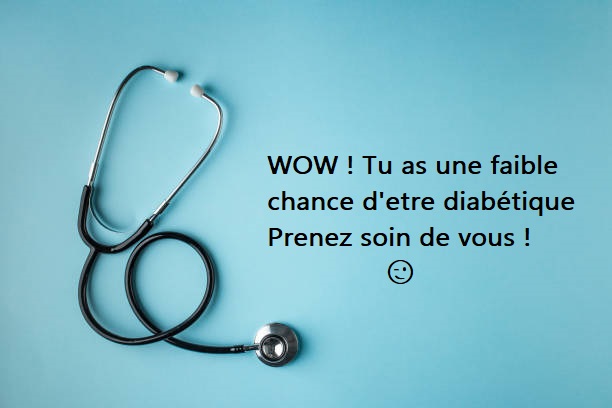 WOW ! Tu as une faible
chance d'etre diabétique
Prenez soin de vous !